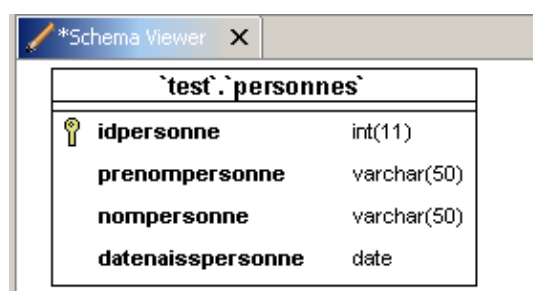 *Schema Viewer X
`test`.`personnes`
idpersonne int(11)
prenompersonne varchar(50)
nompersonne varchar(50)
datenaisspersonne date